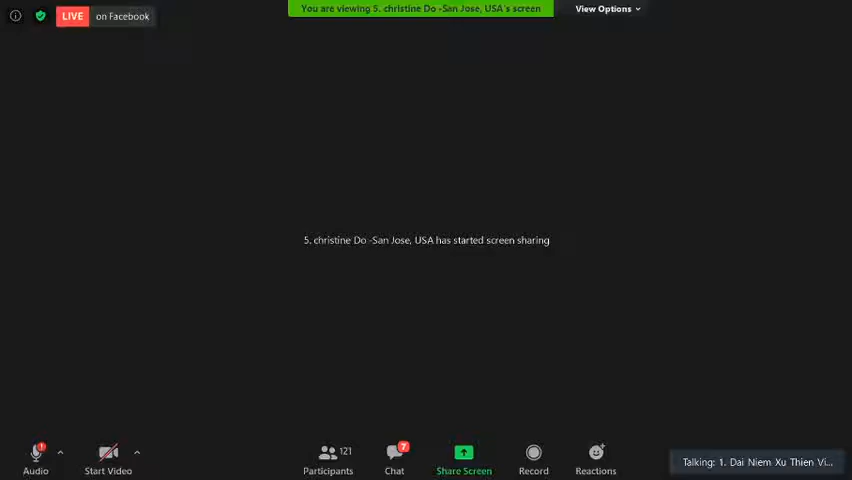 LIVE on Facebook
You are viewing 5. christine Do -San Jose, USA's screen
View Options
5. christine Do -San Jose, USA has started screen sharing
121
7
Audio
Start Video
Participants
Chat
Share Screen
Record
Reactions
Talking: 1. Dai Niem Xu Thien Vi...